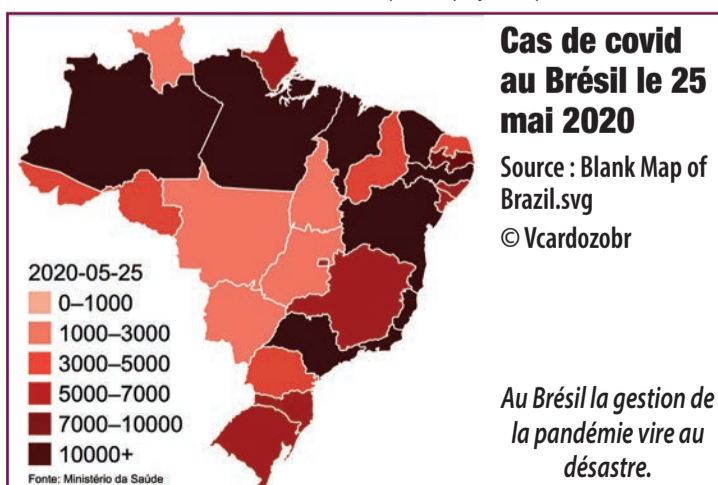 Cas de covid
au Brésil le 25
mai 2020
Source : Blank Map of
Brazil.svg
© Vcardozobr
2020-05-25
0–1000
1000–3000
3000–5000
5000–7000
7000–10000
10000+
Fonte: Ministério da Saúde
Au Brésil la gestion de
la pandémie vire au
désastre.